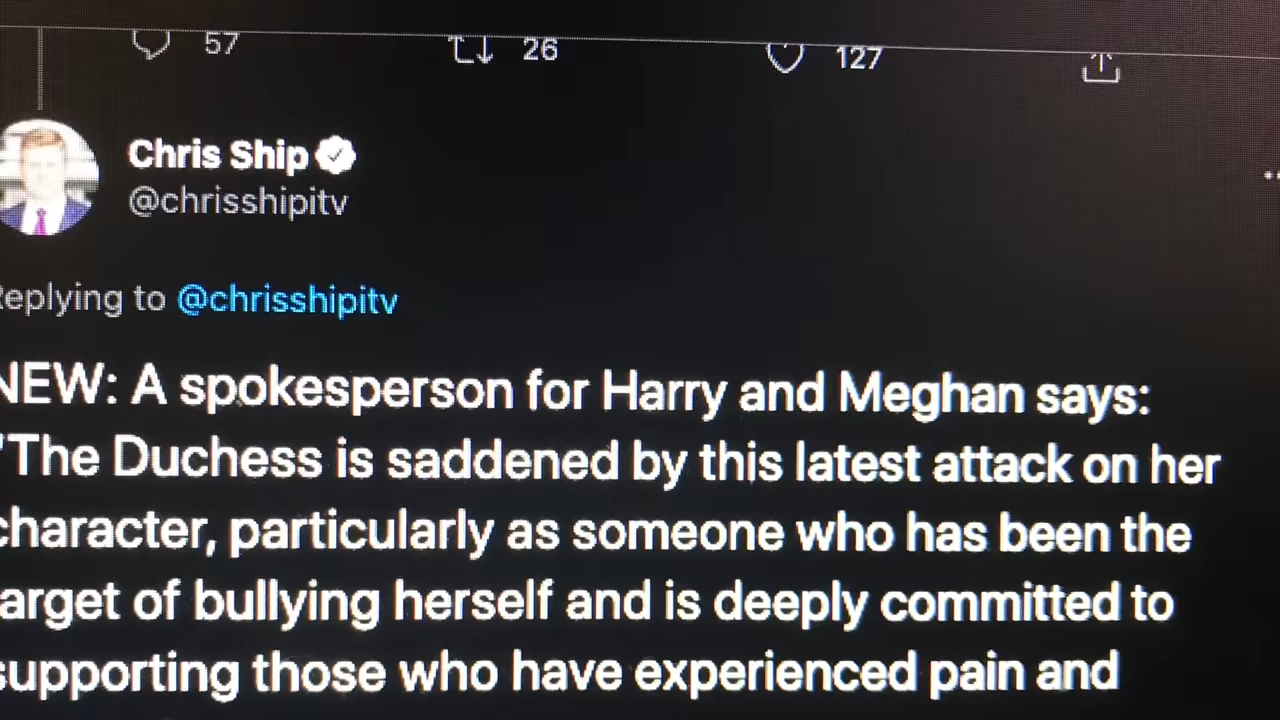 57 26 127
Chris Ship
@chrisshipitv
Replying to @chrisshipitv
NEW: A spokesperson for Harry and Meghan says:
"The Duchess is saddened by this latest attack on her
character, particularly as someone who has been the
target of bullying herself and is deeply committed to
supporting those who have experienced pain and